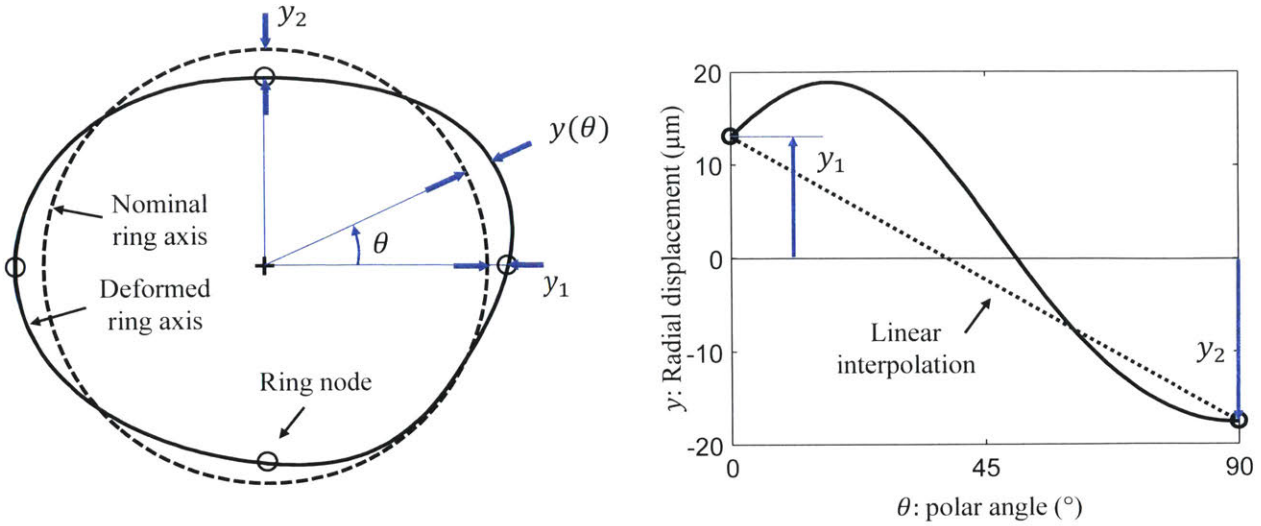 y₂
y(θ)
Nominal
ring axis
θ
y₁
Deformed
ring axis
Ring node
y: Radial displacement (μm)
20
10
0
-10
-20
y₁
Linear
interpolation
y₂
0
45
90
θ: polar angle (°)